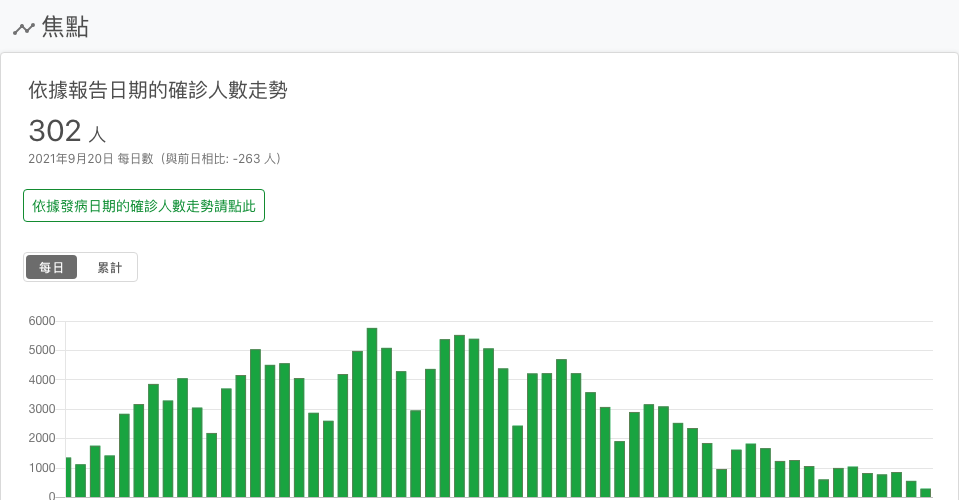 焦點
依據報告日期的確診人數走勢
302 人
2021年9月20日 每日數（與前日相比: -263 人）
依據發病日期的確診人數走勢請點此
每日 累計
6000
5000
4000
3000
2000
1000
0